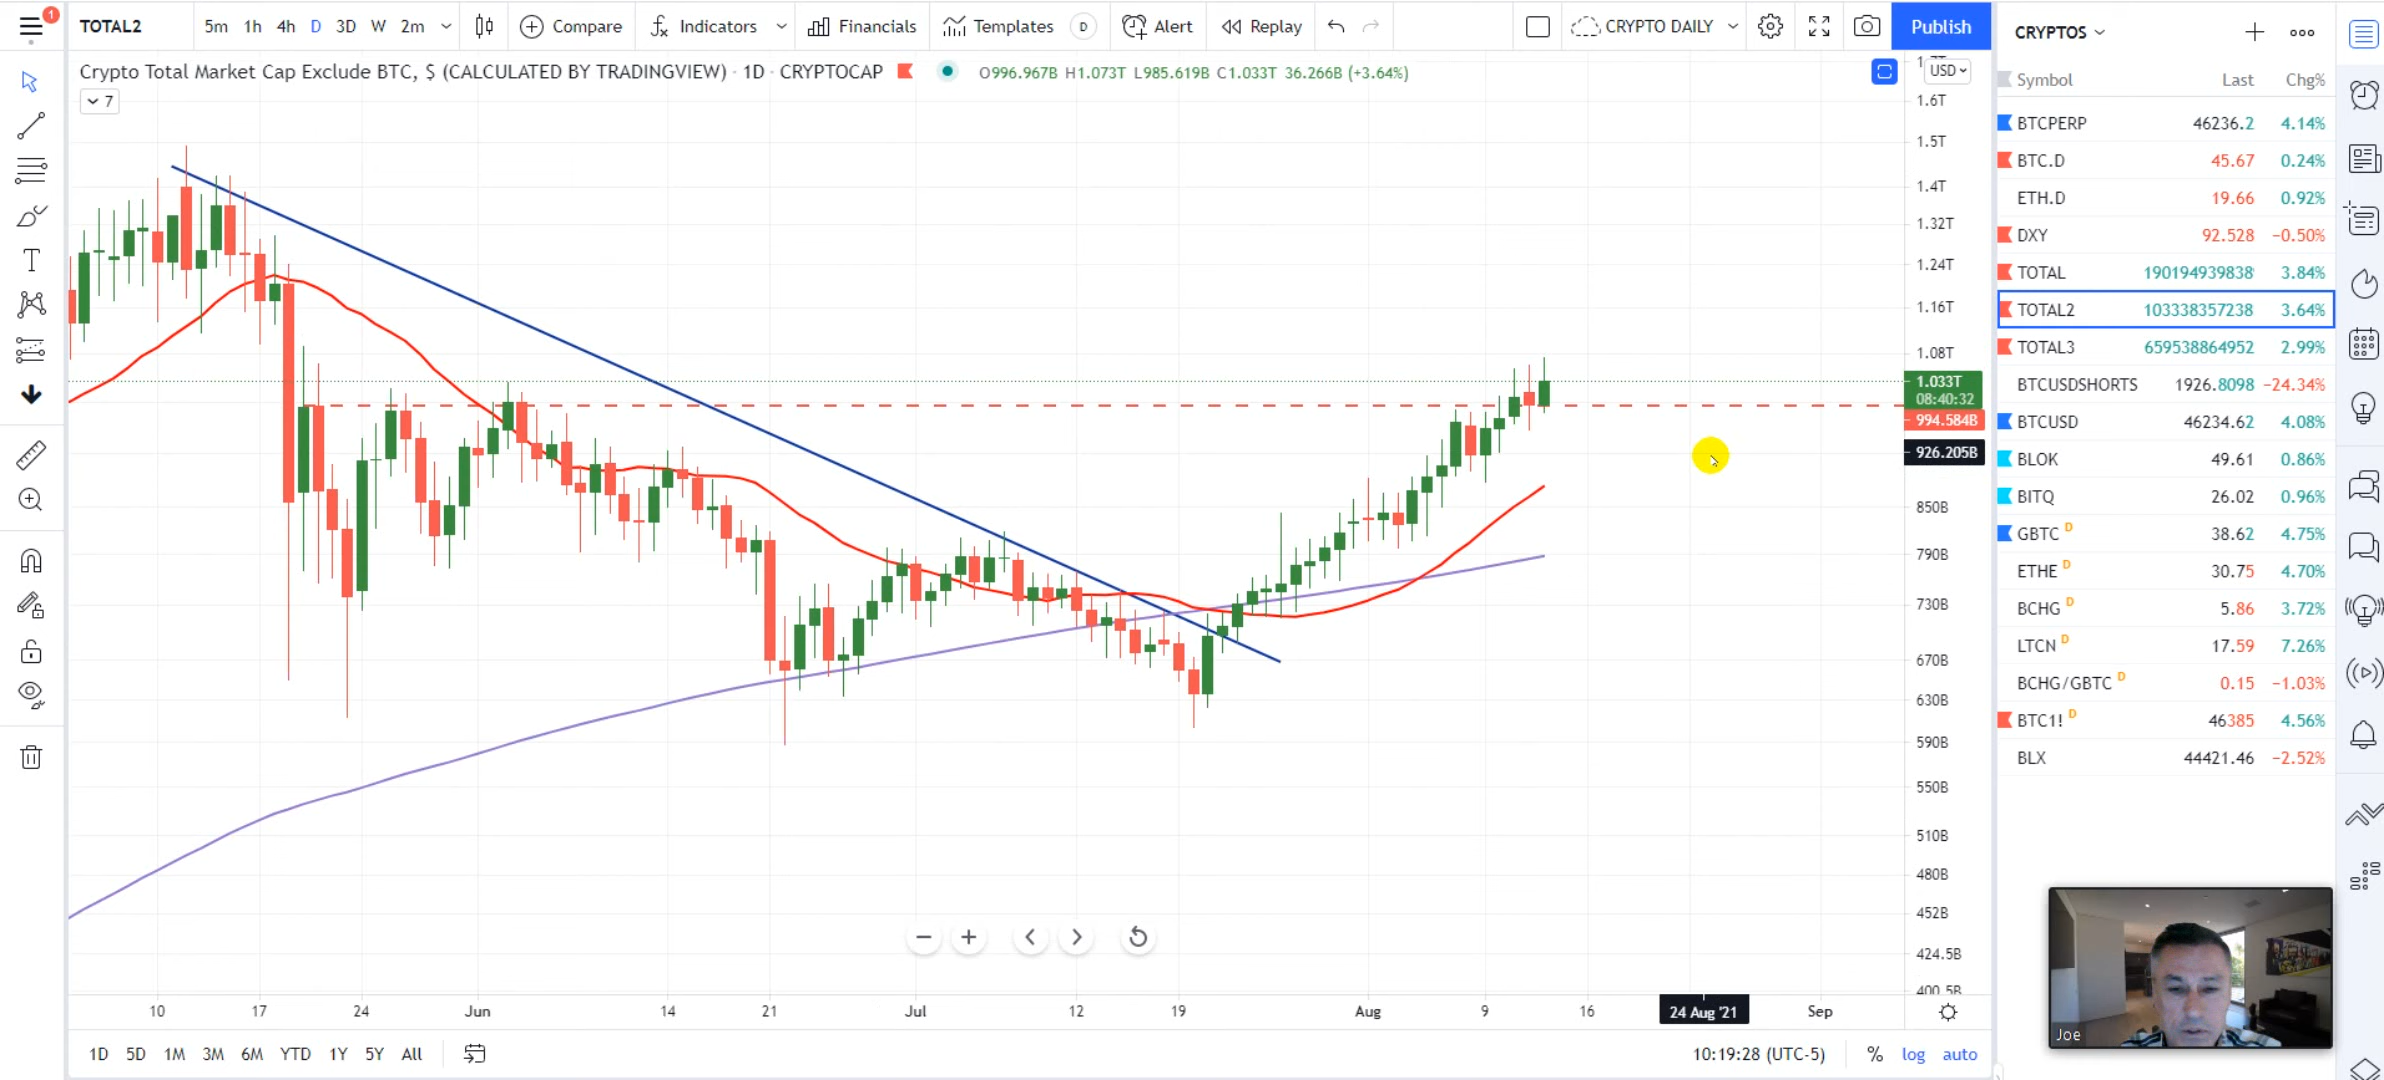 1
TOTAL2 5m 1h 4h D 3D W 2m Compare Indicators Financials Templates D Alert Replay CRYPTO DAILY Publish
Crypto Total Market Cap Exclude BTC, $ (CALCULATED BY TRADINGVIEW) · 1D · CRYPTOCAP O996.967B H1.073T L985.619B C1.033T 36.266B (+3.64%)
7
USD
1.6T
1.5T
1.4T
1.32T
1.24T
1.16T
1.08T
1.033T
08:40:32
994.584B
926.205B
850B
790B
730B
670B
630B
590B
550B
510B
480B
452B
424.5B
400.5B
10 17 24 Jun 14 21 Jul 12 19 Aug 9 16 24 Aug '21 Sep
1D 5D 1M 3M 6M YTD 1Y 5Y All 10:19:28 (UTC-5) % log auto
CRYPTOS
Symbol Last Chg%
BTCPERP 46236.2 4.14%
BTC.D 45.67 0.24%
ETH.D 19.66 0.92%
DXY 92.528 −0.50%
TOTAL 190194939838 3.84%
TOTAL2 103338357238 3.64%
TOTAL3 659538864952 2.99%
BTCUSDSHORTS 1926.8098 −24.34%
BTCUSD 46234.62 4.08%
BLOK 49.61 0.86%
BITQ 26.02 0.96%
GBTC D 38.62 4.75%
ETHE D 30.75 4.70%
BCHG D 5.86 3.72%
LTCN D 17.59 7.26%
BCHG/GBTC D 0.15 −1.03%
BTC1! D 46385 4.56%
BLX 44421.46 −2.52%
Joe